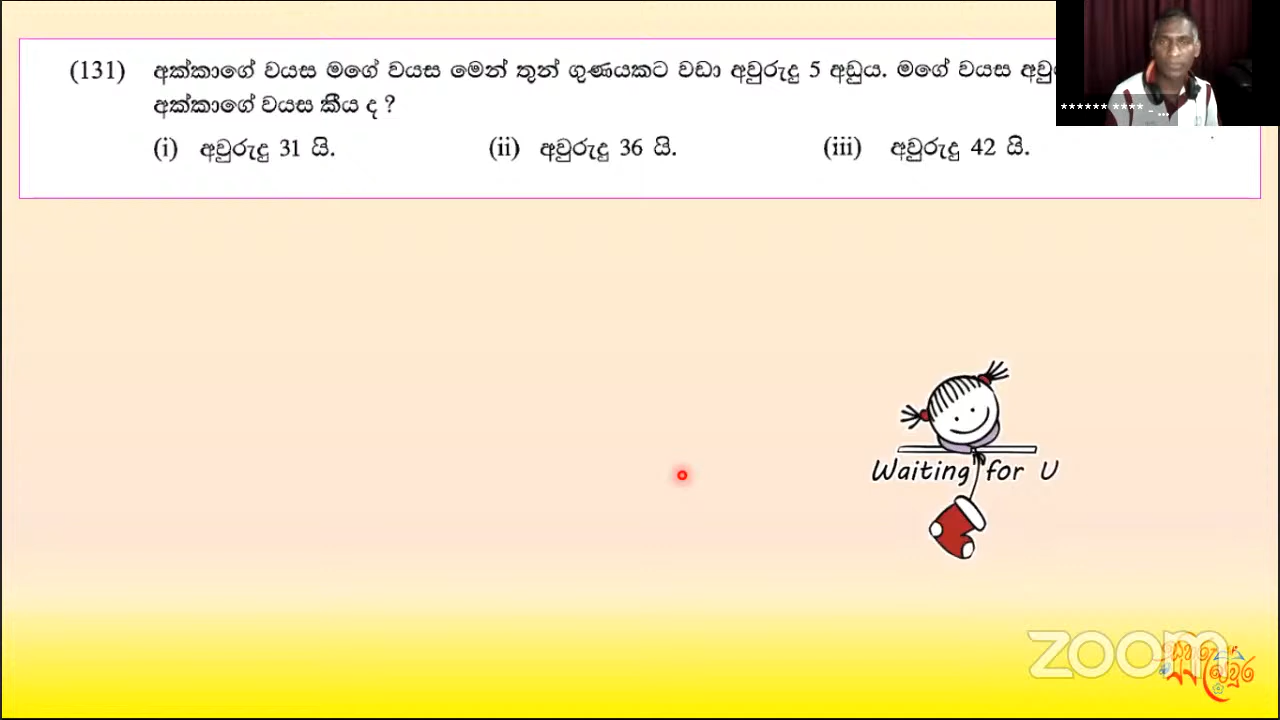 (131) අක්කාගේ වයස මගේ වයස මෙන් තුන් ගුණයකට වඩා අවුරුදු 5 අඩුය. මගේ වයස
අක්කාගේ වයස කීය ද ?
(i) අවුරුදු 31 යි. (ii) අවුරුදු 36 යි. (iii) අවුරුදු 42 යි.
****** **** - ...
Waiting for U
zoom